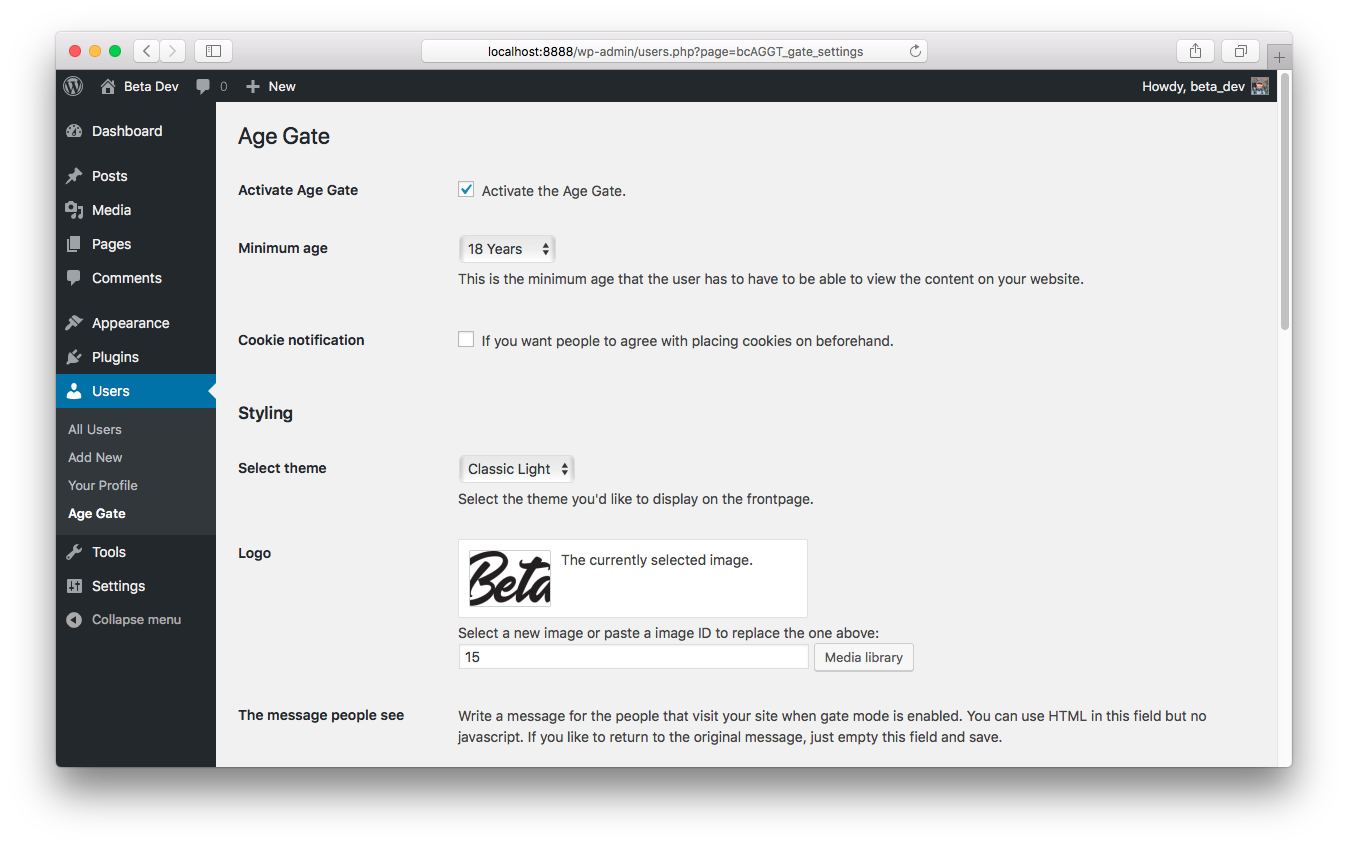 localhost:8888/wp-admin/users.php?page=bcAGGT_gate_settings
Beta Dev 0 New Howdy, beta_dev
Dashboard
Posts
Media
Pages
Comments
Appearance
Plugins
Users
All Users
Add New
Your Profile
Age Gate
Tools
Settings
Collapse menu
Age Gate
Activate Age Gate Activate the Age Gate.
Minimum age 18 Years
This is the minimum age that the user has to have to be able to view the content on your website.
Cookie notification If you want people to agree with placing cookies on beforehand.
Styling
Select theme Classic Light
Select the theme you'd like to display on the frontpage.
Logo Beta The currently selected image.
Select a new image or paste a image ID to replace the one above:
15 Media library
The message people see Write a message for the people that visit your site when gate mode is enabled. You can use HTML in this field but no
javascript. If you like to return to the original message, just empty this field and save.